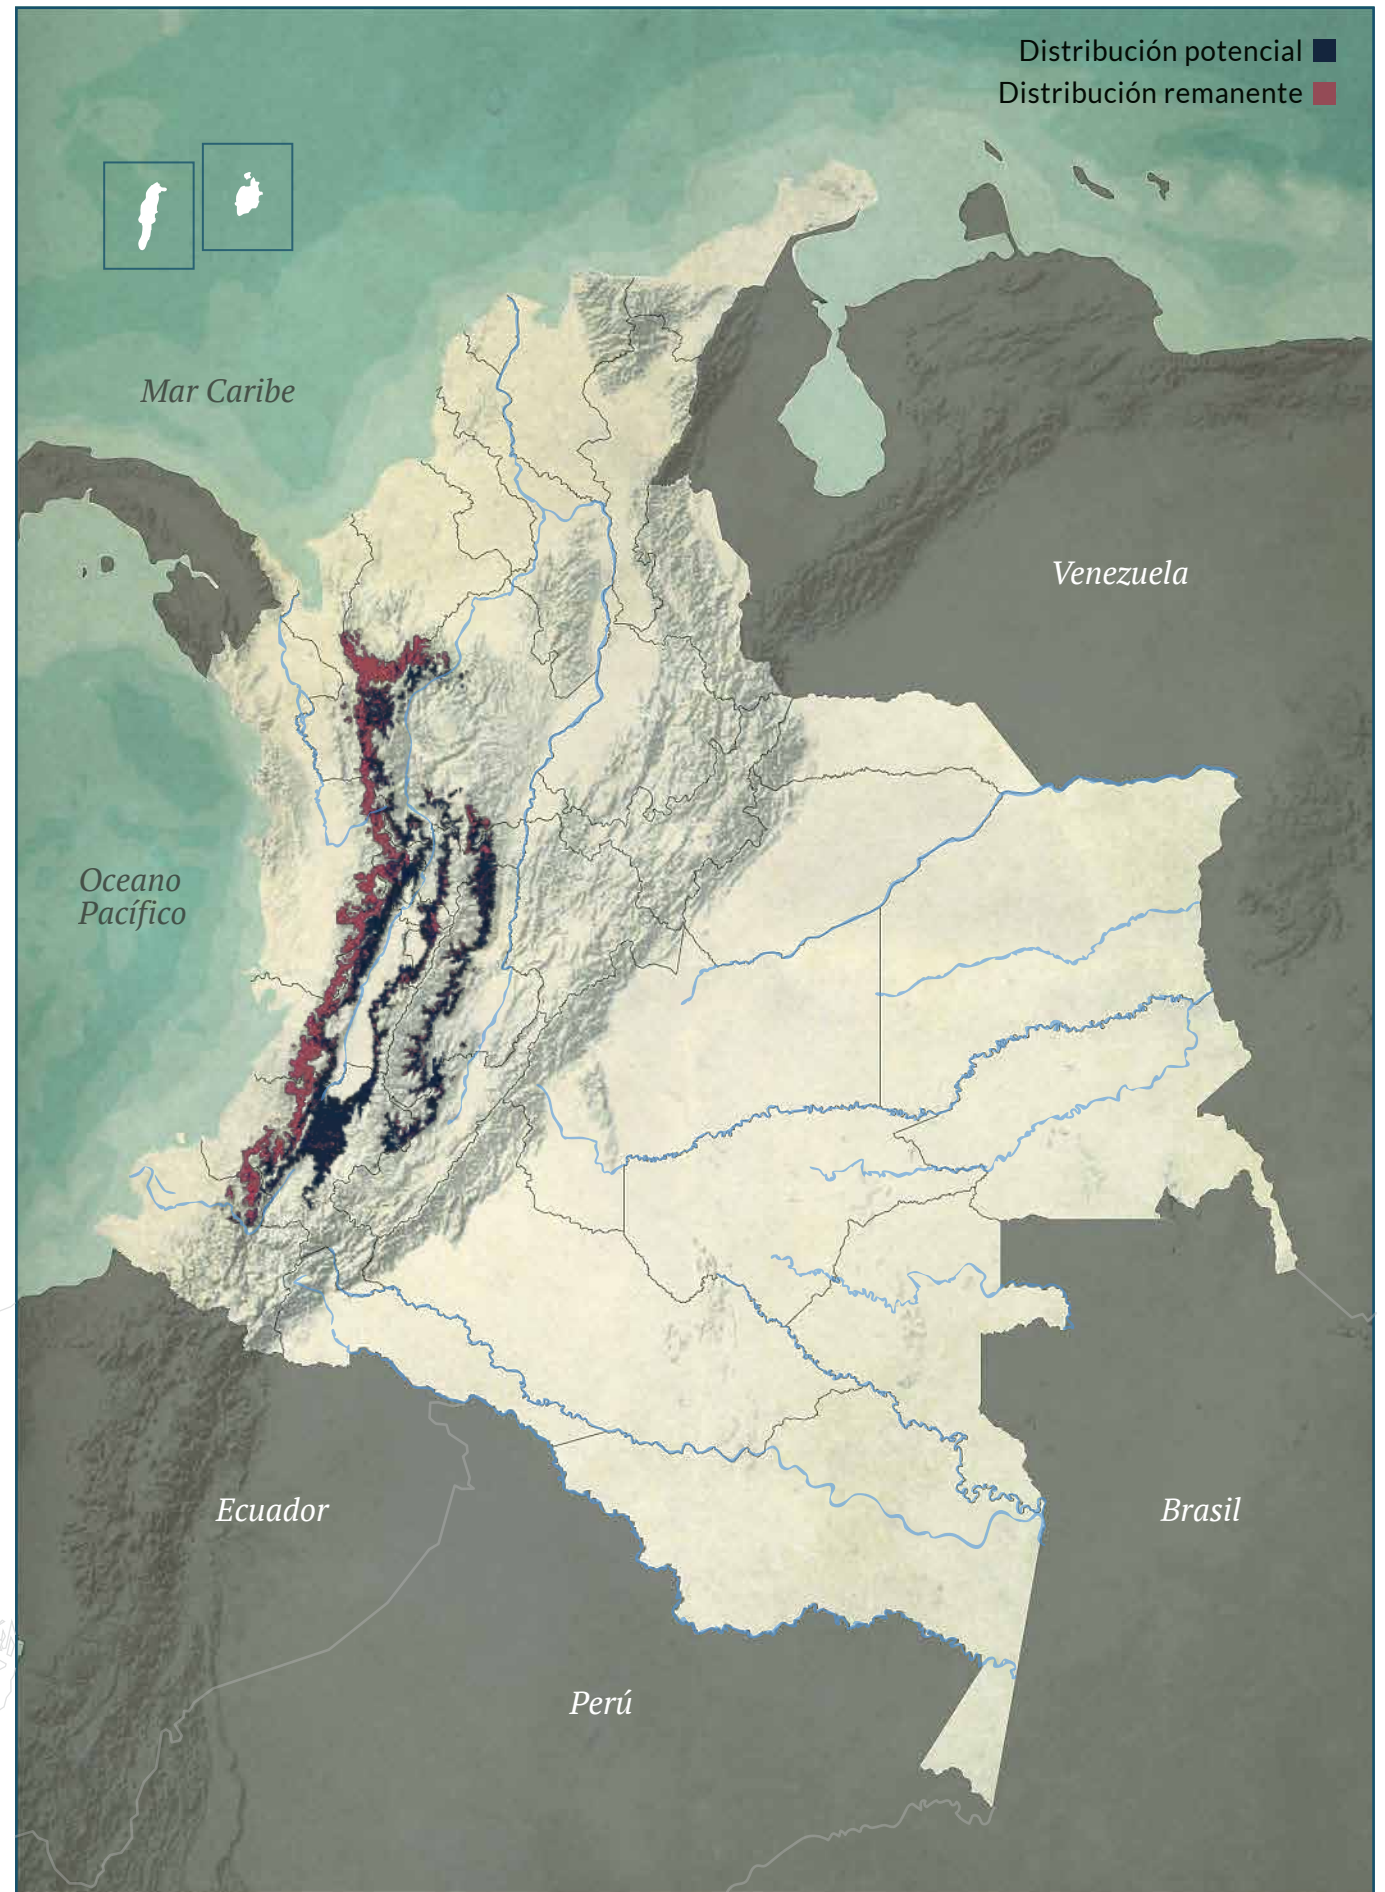 Distribución potencial
Distribución remanente
Mar Caribe
Venezuela
Oceano
Pacífico
Ecuador
Brasil
Perú